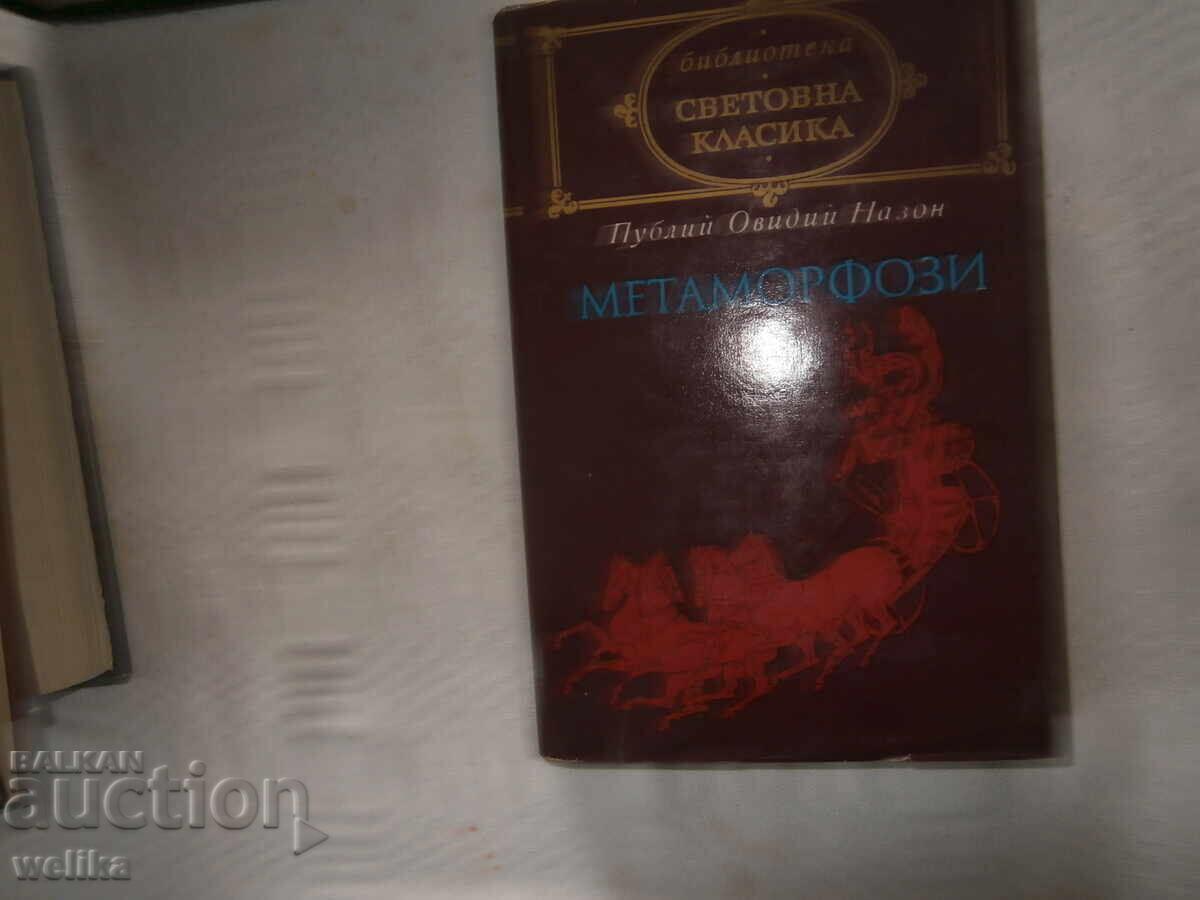 библиотека
СВЕТОВНА
КЛАСИКА
Публий Овидий Назон
МЕТАМОРФОЗИ
BALKAN
auction
welika